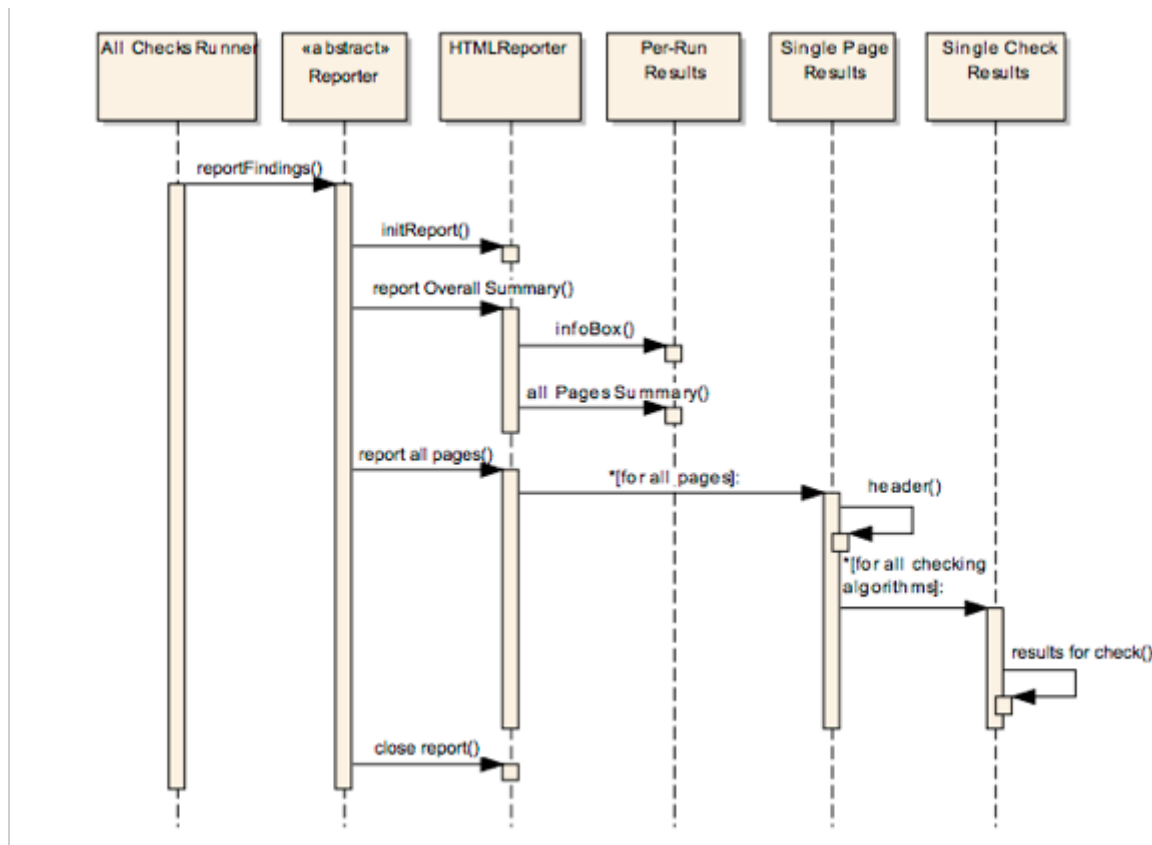 All Checks Runner
«abstract»
Reporter
HTMLReporter
Per-Run
Results
Single Page
Results
Single Check
Results
reportFindings()
initReport()
report Overall Summary()
infoBox()
all Pages Summary()
report all pages()
*[for all pages]:
header()
*[for all checking
algorithms]:
results for check()
close report()